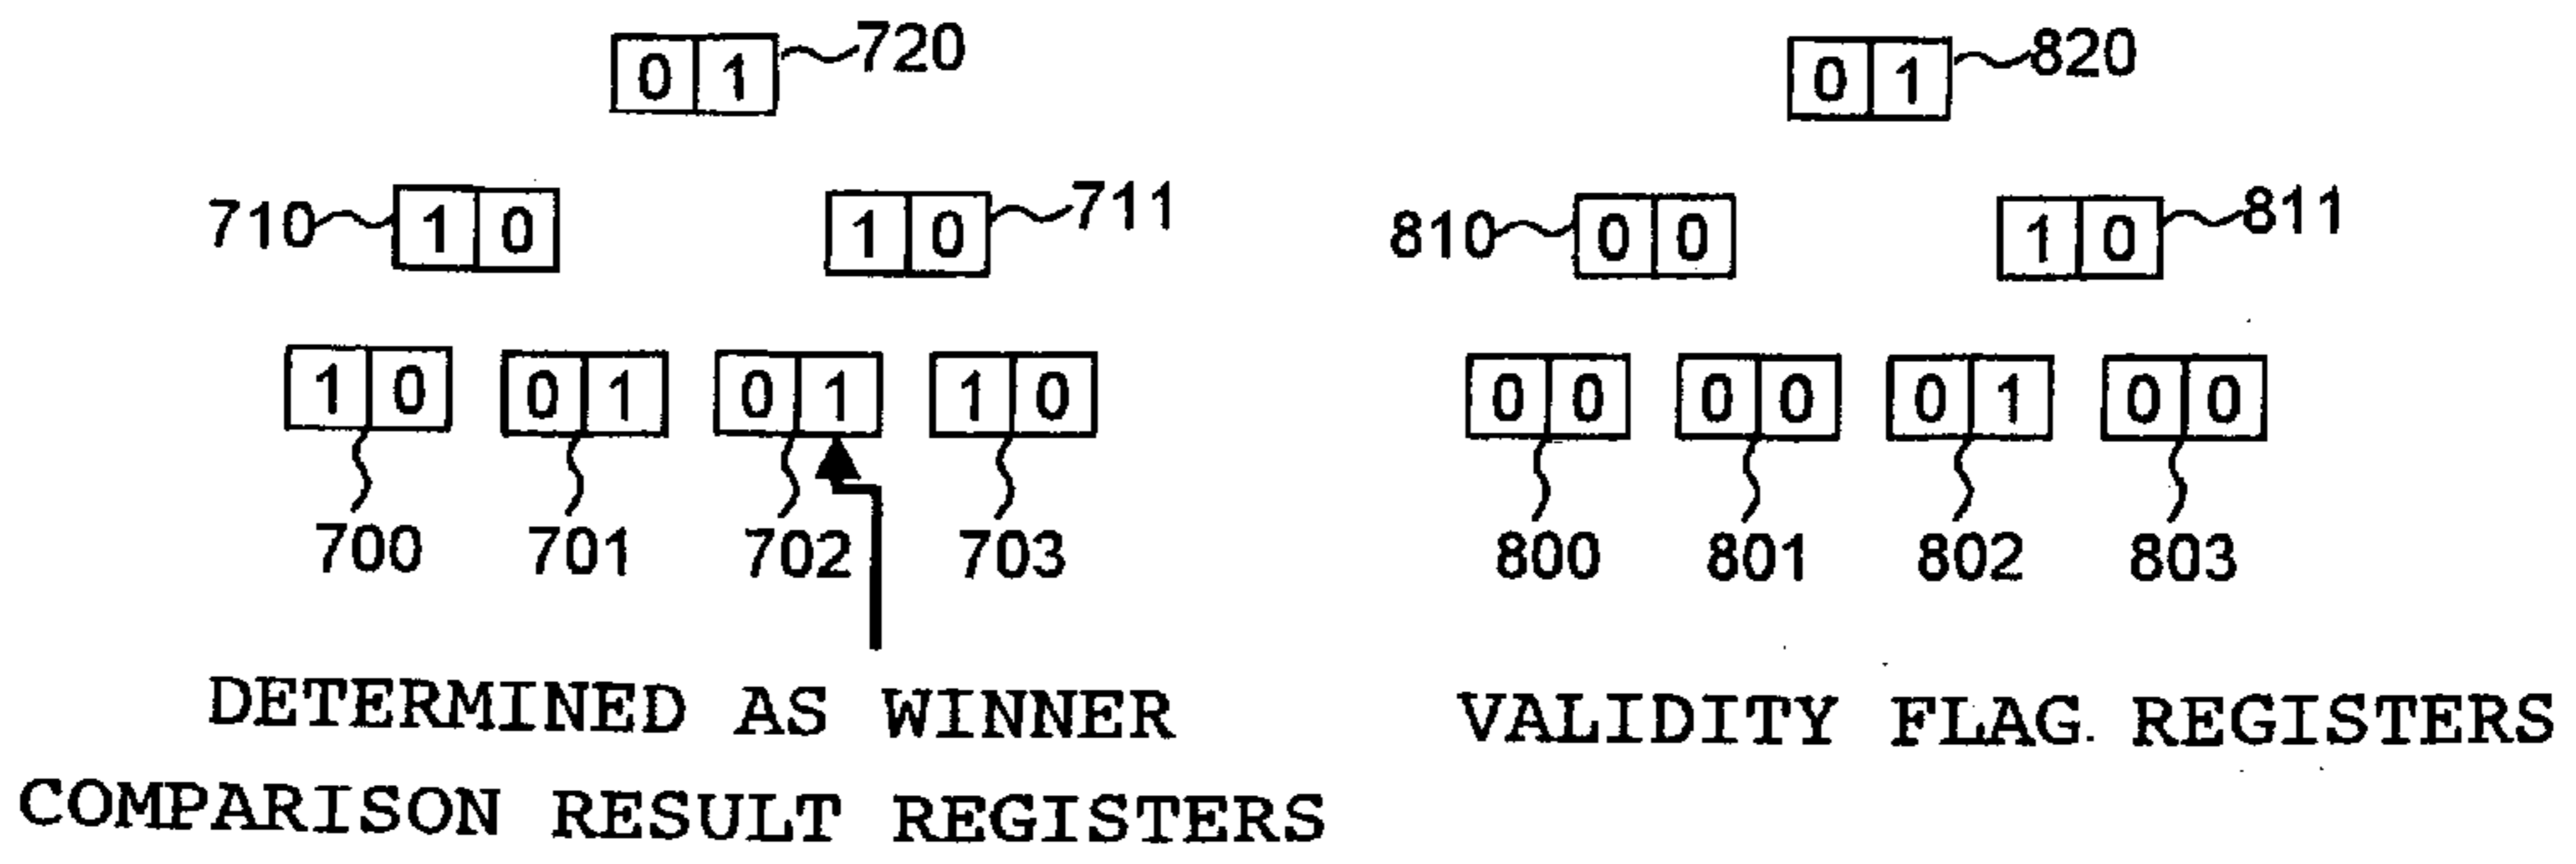 0 1 720 0 1 820
710 1 0 1 0 711 810 0 0 1 0 811
1 0 0 1 0 1 1 0 0 0 0 0 0 1 0 0
700 701 702 703 800 801 802 803
DETERMINED AS WINNER
COMPARISON RESULT REGISTERS
VALIDITY FLAG REGISTERS